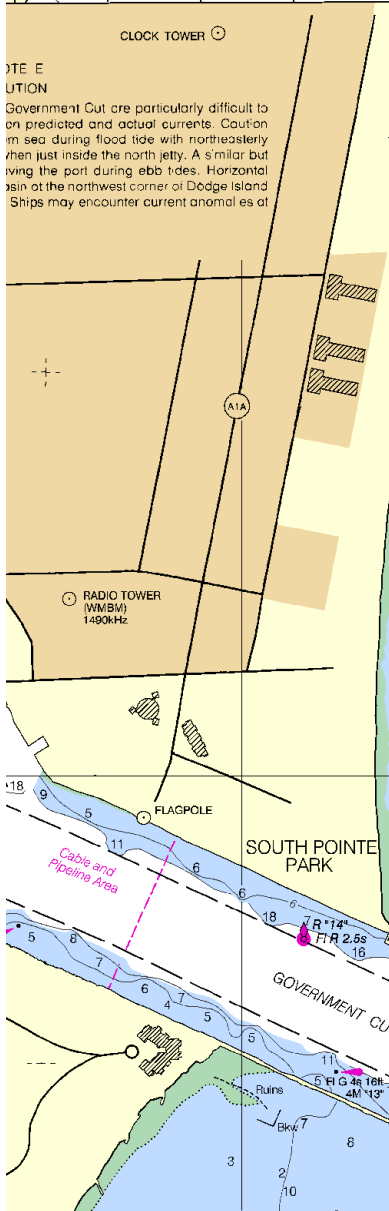 CLOCK TOWER
OTE E
UTION
Government Cut are particularly difficult to
en predicted and actual currents. Caution
m sea during flood tide with northeasterly
when just inside the north jetty. A similar but
aving the port during ebb tides. Horizontal
asin at the northwest corner of Dodge Island
Ships may encounter current anomal es at
A1A
RADIO TOWER
(WMBM)
1490kHz
18
9
5
FLAGPOLE
11
Cable and
Pipeline Area
6
SOUTH POINTE
PARK
6
6
18
7
R "14"
Fl R 2.5s
16
5
8
7
6
4
7
5
5
GOVERNMENT CU
11
5
Fl G 4s 16ft
4M "13"
Ruins
Bkw
7
8
3
2
10